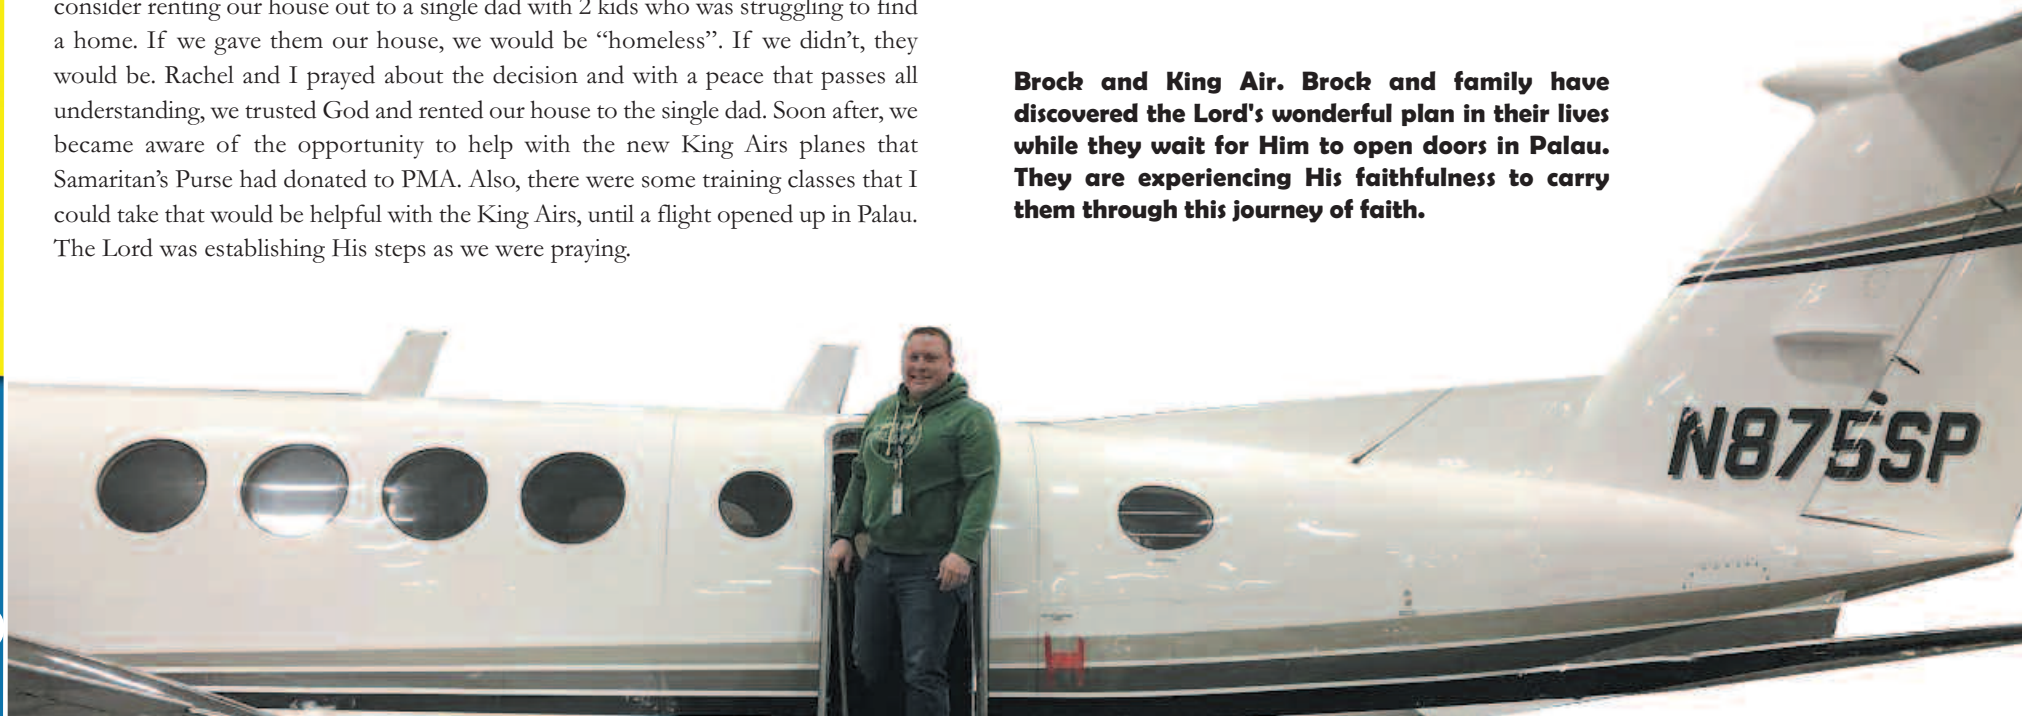 consider renting our house out to a single dad with 2 kids who was struggling to find
a home. If we gave them our house, we would be “homeless”. If we didn’t, they
would be. Rachel and I prayed about the decision and with a peace that passes all
understanding, we trusted God and rented our house to the single dad. Soon after, we
became aware of the opportunity to help with the new King Airs planes that
Samaritan’s Purse had donated to PMA. Also, there were some training classes that I
could take that would be helpful with the King Airs, until a flight opened up in Palau.
The Lord was establishing His steps as we were praying.
Brock and King Air. Brock and family have
discovered the Lord's wonderful plan in their lives
while they wait for Him to open doors in Palau.
They are experiencing His faithfulness to carry
them through this journey of faith.
N875SP